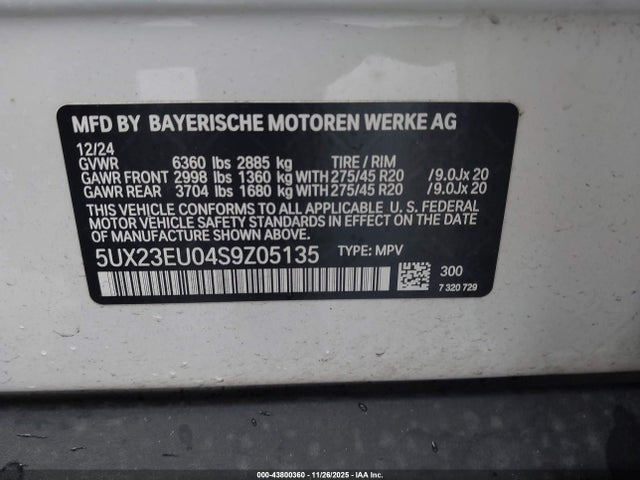 MFD BY BAYERISCHE MOTOREN WERKE AG
12/24
GVWR 6360 lbs 2885 kg TIRE / RIM
GAWR FRONT 2998 lbs 1360 kg WITH 275/45 R20 /9.0Jx 20
GAWR REAR 3704 lbs 1680 kg WITH 275/45 R20 /9.0Jx 20
THIS VEHICLE CONFORMS TO ALL APPLICABLE, U. S. FEDERAL
MOTOR VEHICLE SAFETY STANDARDS IN EFFECT ON THE DATE
OF MANUFACTURE SHOWN ABOVE.
5UX23EU04S9Z05135 TYPE: MPV
300
7 320 729
000-43800360 - 11/26/2025 - IAA Inc.